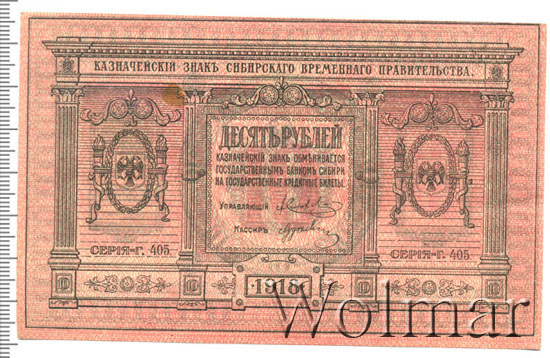 КАЗНАЧЕЙСКІЙ ЗНАКЪ СИБИРСКАГО ВРЕМЕННАГО ПРАВИТЕЛЬСТВА.
ДЕСЯТЬ РУБЛЕЙ
КАЗНАЧЕЙСКІЙ ЗНАКЪ ОБМѢНИВАЕТСЯ
ГОСУДАРСТВЕННЫМЪ БАНКОМЪ СИБИРИ
НА ГОСУДАРСТВЕННЫЕ КРЕДИТНЫЕ БИЛЕТЫ.
УПРАВЛЯЮЩІЙ
КАССИРЪ
СЕРІЯ-Г. 405.
СЕРІЯ-Г. 405.
1918
Wolmar